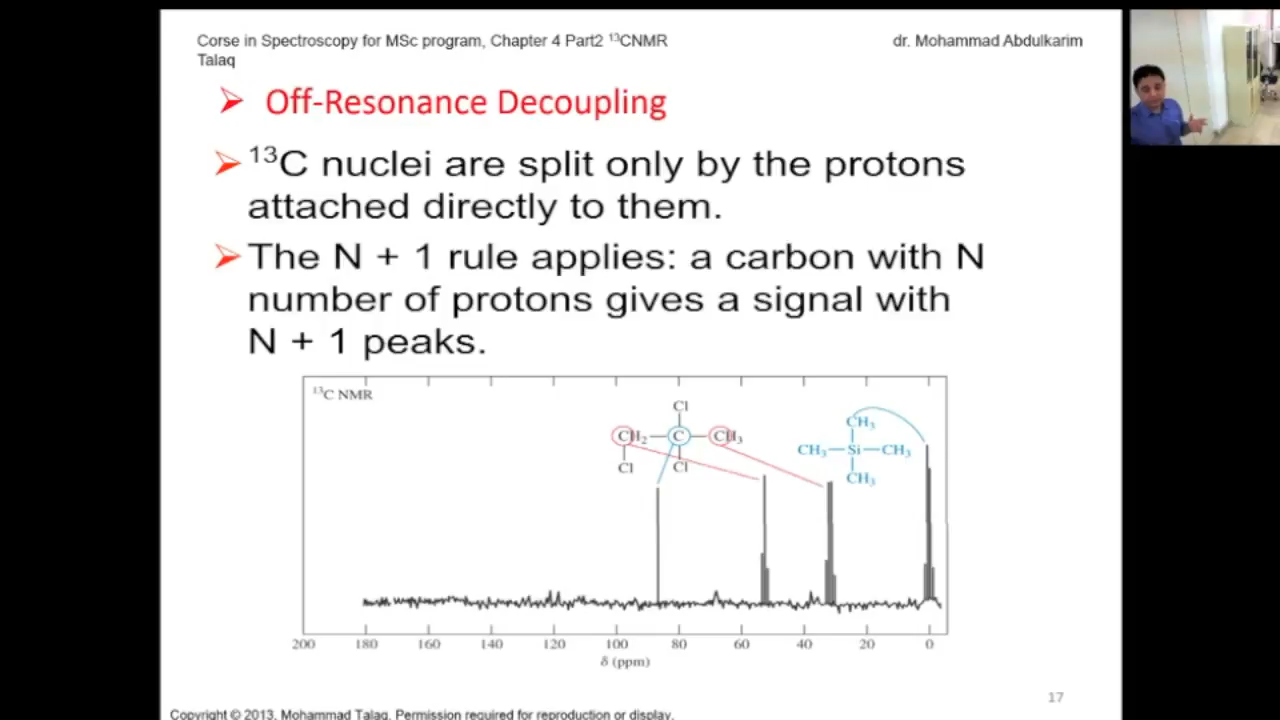 Corse in Spectroscopy for MSc program, Chapter 4 Part2 ¹³CNMR dr. Mohammad Abdulkarim
Talaq
Off-Resonance Decoupling
¹³C nuclei are split only by the protons
attached directly to them.
The N + 1 rule applies: a carbon with N
number of protons gives a signal with
N + 1 peaks.
¹³C NMR
Cl
CH₂—C—CH₃
Cl Cl
CH₃
CH₃—Si—CH₃
CH₃
200 180 160 140 120 100 80 60 40 20 0
δ (ppm)
17
Copyright © 2013, Mohammad Talaq. Permission required for reproduction or display.